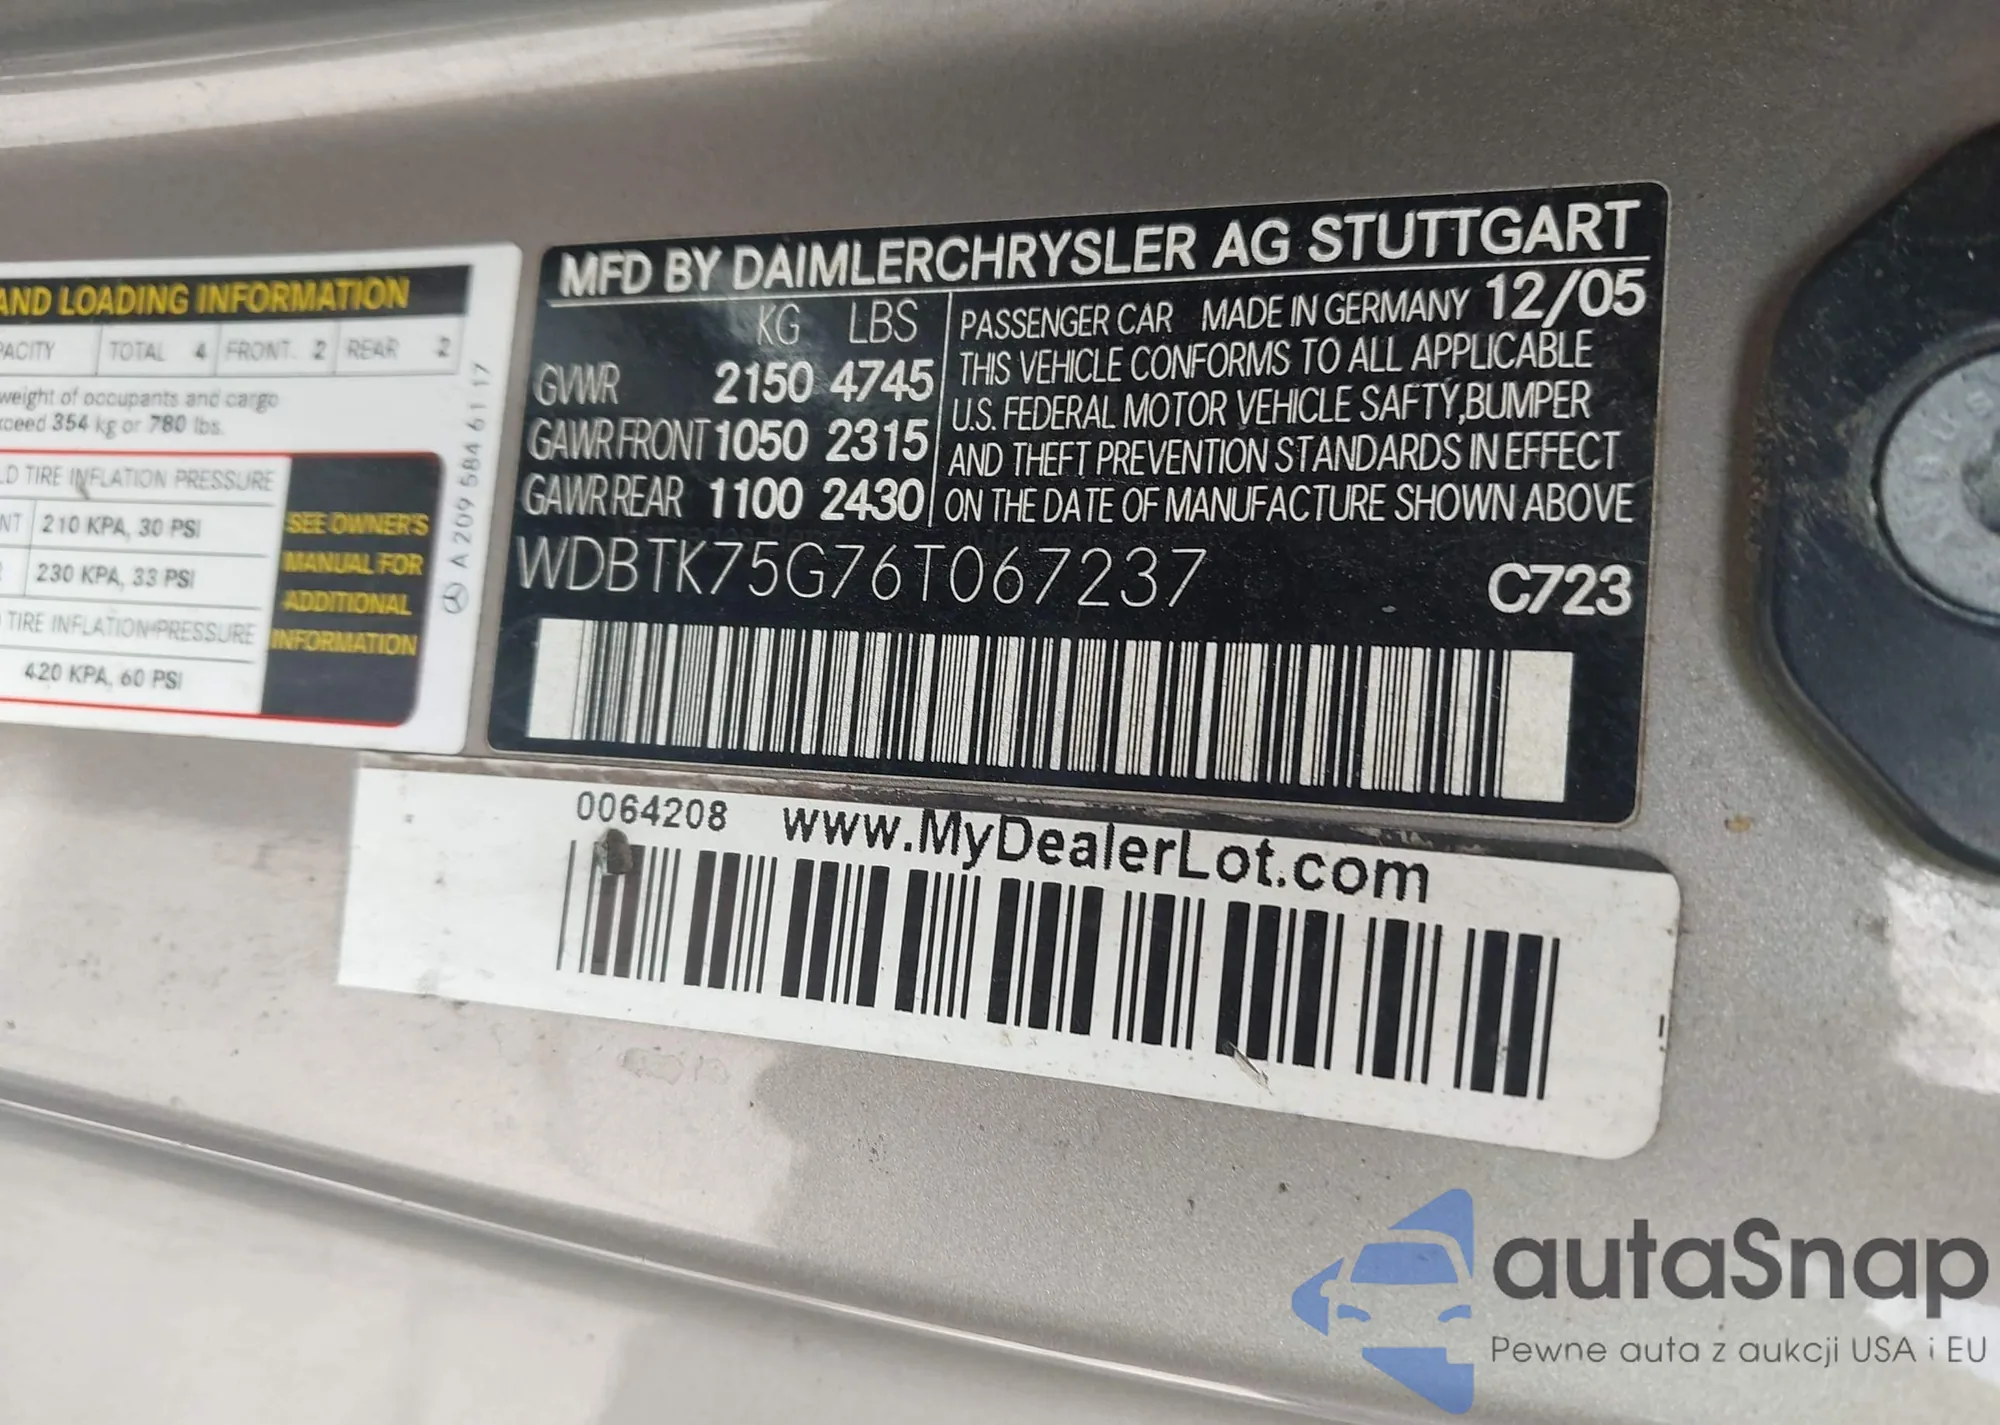 AND LOADING INFORMATION
TOTAL 4 FRONT 2 REAR 2
weight of occupants and cargo
354 kg or 780 lbs.
TIRE INFLATION PRESSURE
210 KPA, 30 PSI
230 KPA, 33 PSI
TIRE INFLATION PRESSURE
420 KPA, 60 PSI
SEE OWNER'S
MANUAL FOR
ADDITIONAL
INFORMATION
A 209 584 61 17
MFD BY DAIMLERCHRYSLER AG STUTTGART
KG LBS
GVWR 2150 4745
GAWR FRONT 1050 2315
GAWR REAR 1100 2430
PASSENGER CAR MADE IN GERMANY 12/05
THIS VEHICLE CONFORMS TO ALL APPLICABLE
U.S. FEDERAL MOTOR VEHICLE SAFTY,BUMPER
AND THEFT PREVENTION STANDARDS IN EFFECT
ON THE DATE OF MANUFACTURE SHOWN ABOVE
WDBTK75G76T067237 C723
0064208 www.MyDealerLot.com
autaSnap
Pewne auta z aukcji USA i EU